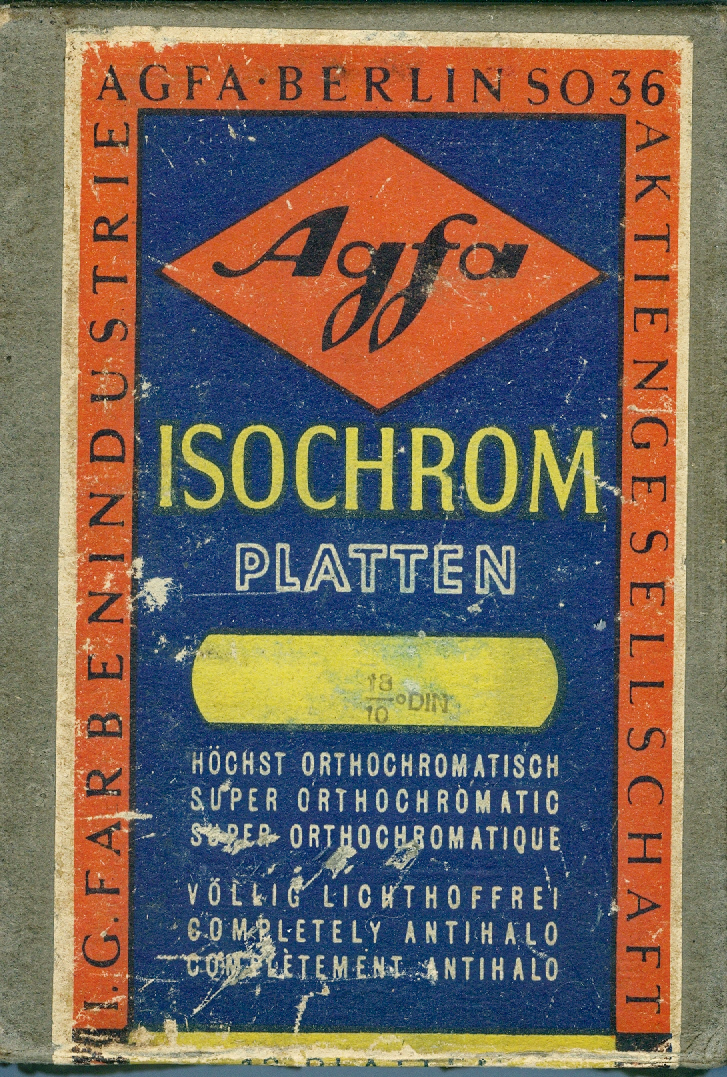 AGFA·BERLIN SO 36
I.G. FARBENINDUSTRIE
AKTIENGESELLSCHAFT
Agfa
ISOCHROM
PLATTEN
18
10 °DIN
HÖCHST ORTHOCHROMATISCH
SUPER ORTHOCHROMATIC
SUPER ORTHOCHROMATIQUE
VÖLLIG LICHTHOFFREI
COMPLETELY ANTIHALO
COMPLÈTEMENT ANTIHALO